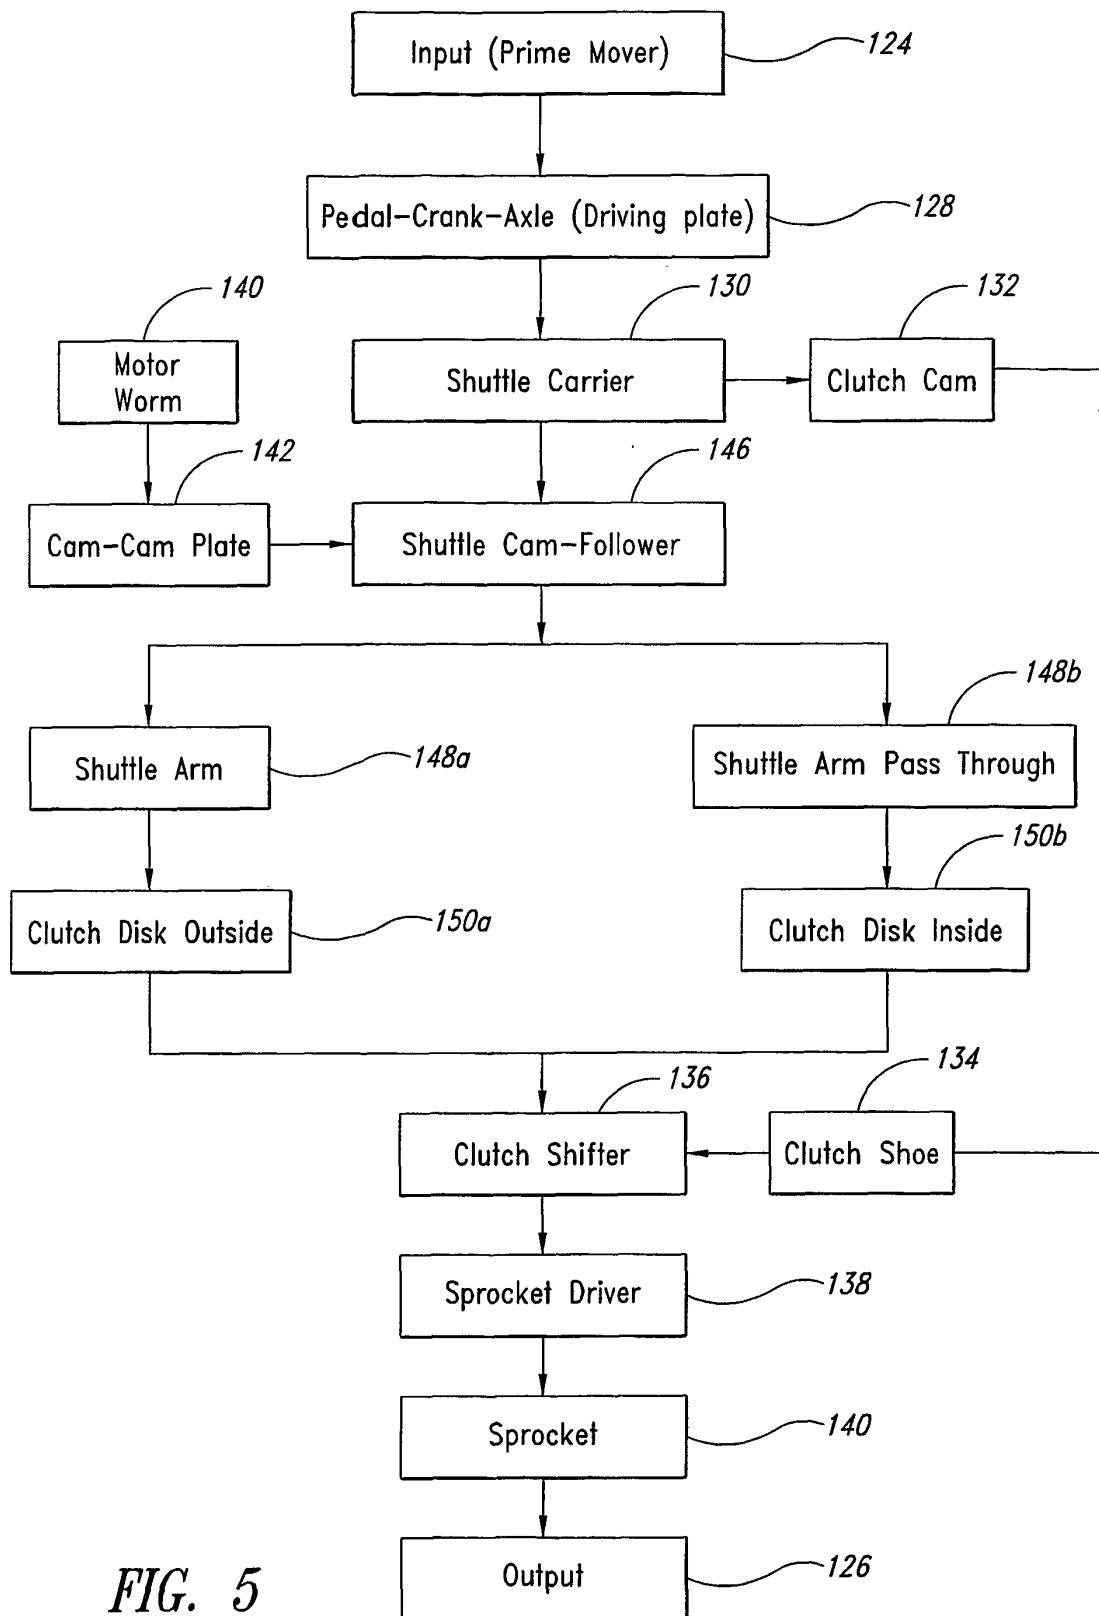 Input (Prime Mover)
124
Pedal-Crank-Axle (Driving plate)
128
140
130
132
Motor
Worm
Shuttle Carrier
Clutch Cam
142
146
Cam-Cam Plate
Shuttle Cam-Follower
148b
Shuttle Arm
148a
Shuttle Arm Pass Through
150b
Clutch Disk Outside
150a
Clutch Disk Inside
136
134
Clutch Shifter
Clutch Shoe
Sprocket Driver
138
Sprocket
140
Output
126
FIG. 5